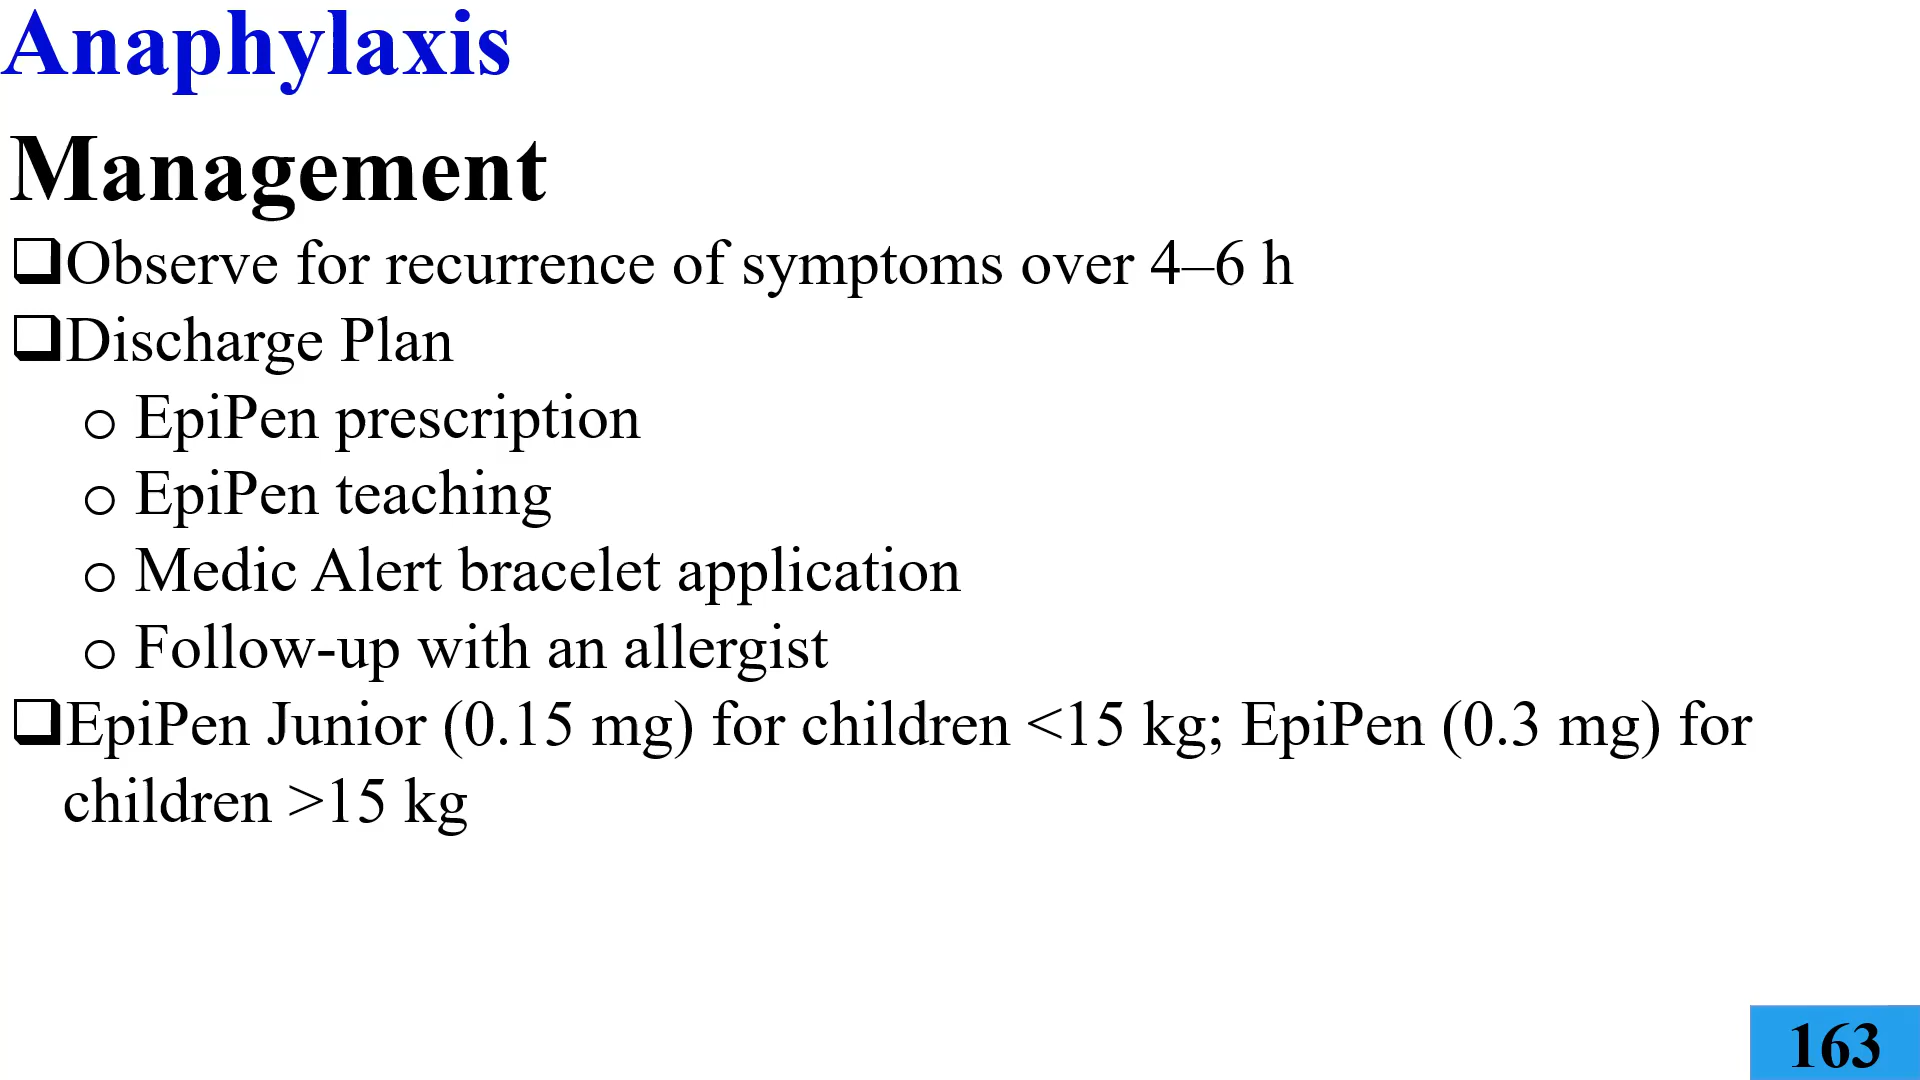 Anaphylaxis
Management
❑Observe for recurrence of symptoms over 4–6 h
❑Discharge Plan
o EpiPen prescription
o EpiPen teaching
o Medic Alert bracelet application
o Follow-up with an allergist
❑EpiPen Junior (0.15 mg) for children <15 kg; EpiPen (0.3 mg) for
children >15 kg
163